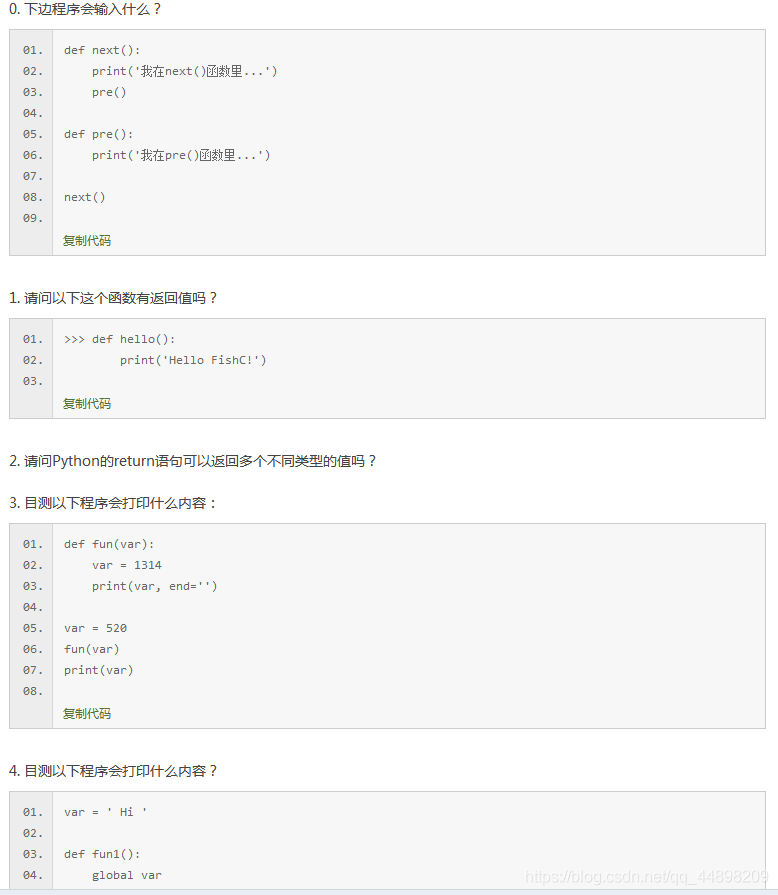 0. 下边程序会输入什么？
01. def next():
02.     print('我在next()函数里...')
03.     pre()
04.
05. def pre():
06.     print('我在pre()函数里...')
07.
08. next()
09.
复制代码
1. 请问以下这个函数有返回值吗？
01. >>> def hello():
02.         print('Hello FishC!')
03.
复制代码
2. 请问Python的return语句可以返回多个不同类型的值吗？
3. 目测以下程序会打印什么内容：
01. def fun(var):
02.     var = 1314
03.     print(var, end='')
04.
05. var = 520
06. fun(var)
07. print(var)
08.
复制代码
4. 目测以下程序会打印什么内容？
01. var = ' Hi '
02.
03. def fun1():
04.     global var
https://blog.csdn.net/qq_44898209